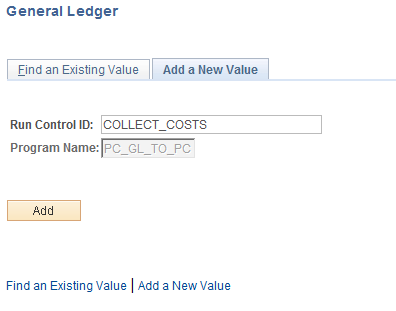 General Ledger
Find an Existing Value Add a New Value
Run Control ID: COLLECT_COSTS
Program Name: PC_GL_TO_PC
Add
Find an Existing Value | Add a New Value